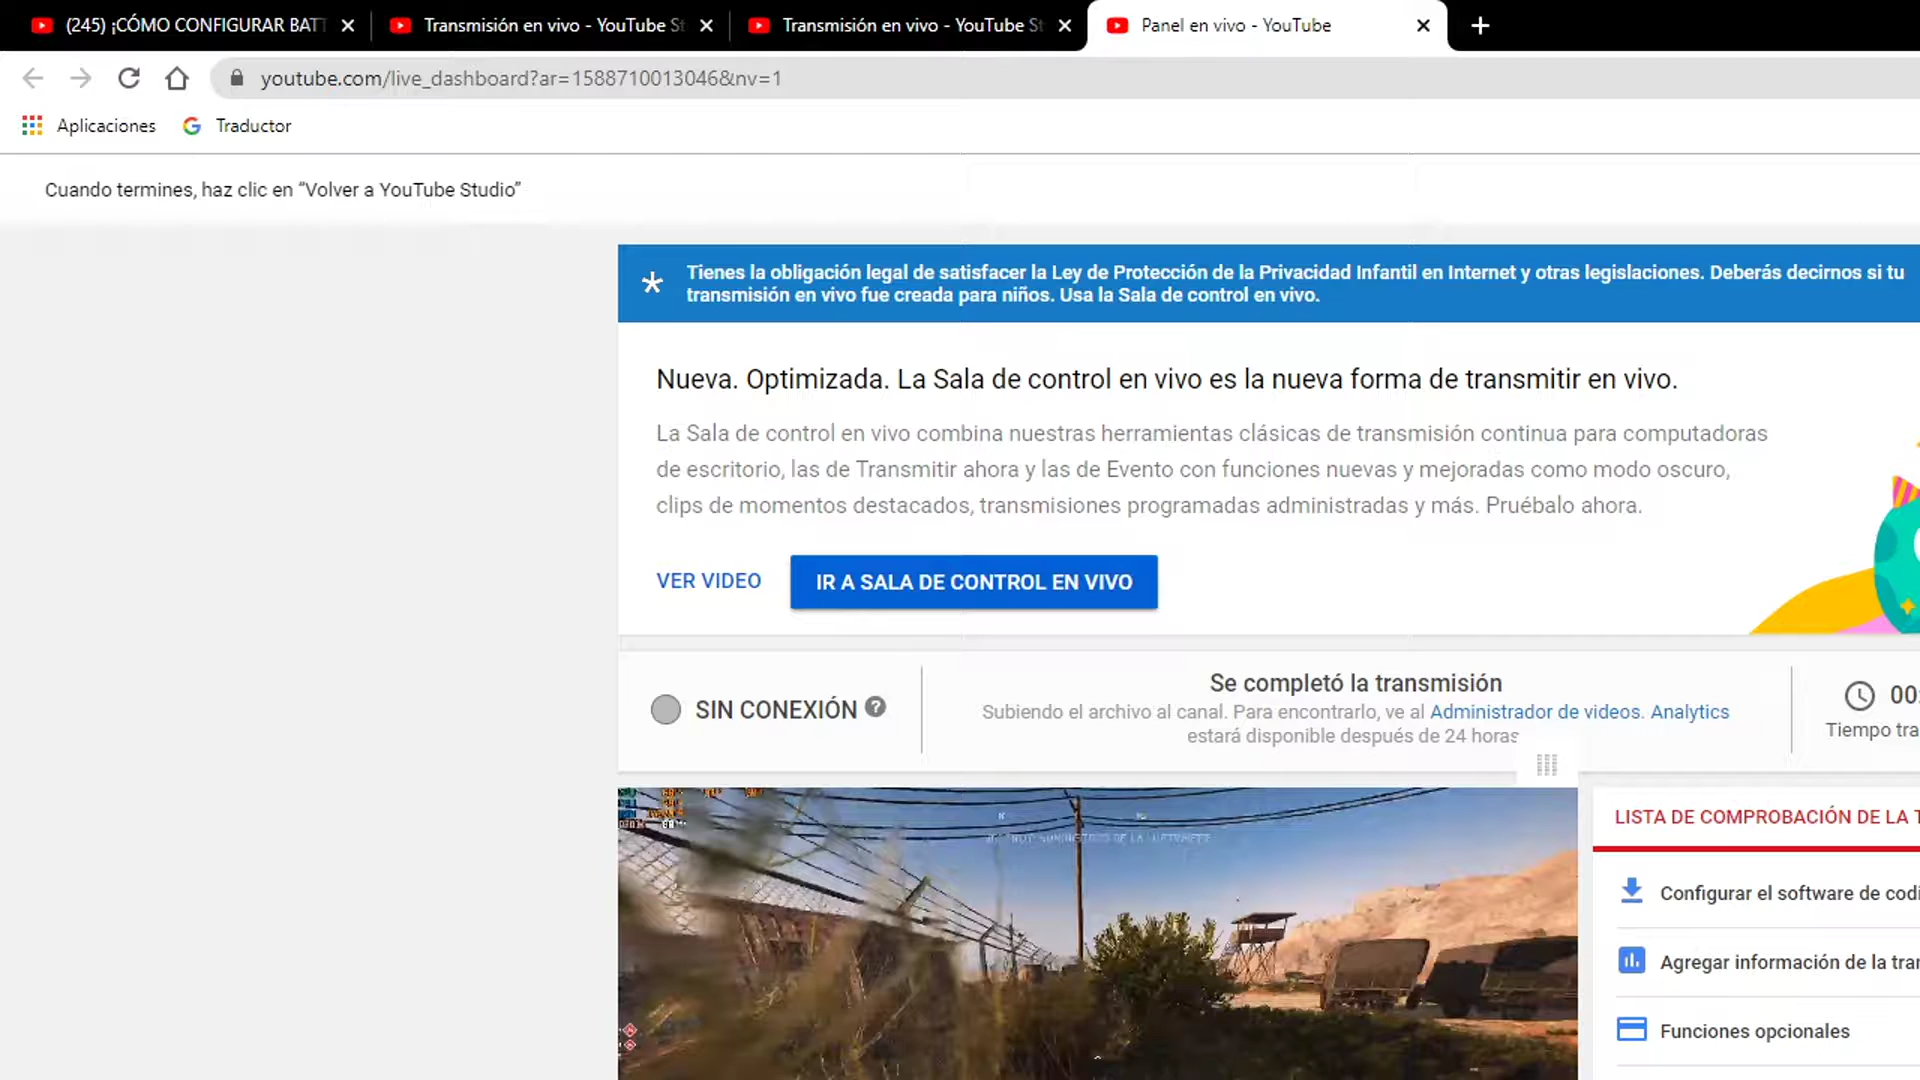 (245) ¡CÓMO CONFIGURAR BATT
Transmisión en vivo - YouTube St
Transmisión en vivo - YouTube St
Panel en vivo - YouTube
youtube.com/live_dashboard?ar=1588710013046&nv=1
Aplicaciones
Traductor
Cuando termines, haz clic en “Volver a YouTube Studio”
Tienes la obligación legal de satisfacer la Ley de Protección de la Privacidad Infantil en Internet y otras legislaciones. Deberás decirnos si tu
transmisión en vivo fue creada para niños. Usa la Sala de control en vivo.
Nueva. Optimizada. La Sala de control en vivo es la nueva forma de transmitir en vivo.
La Sala de control en vivo combina nuestras herramientas clásicas de transmisión continua para computadoras
de escritorio, las de Transmitir ahora y las de Evento con funciones nuevas y mejoradas como modo oscuro,
clips de momentos destacados, transmisiones programadas administradas y más. Pruébalo ahora.
VER VIDEO
IR A SALA DE CONTROL EN VIVO
SIN CONEXIÓN ?
Se completó la transmisión
Subiendo el archivo al canal. Para encontrarlo, ve al Administrador de videos. Analytics
estará disponible después de 24 horas
00:
Tiempo tra
LISTA DE COMPROBACIÓN DE LA T
Configurar el software de codi
Agregar información de la tran
Funciones opcionales